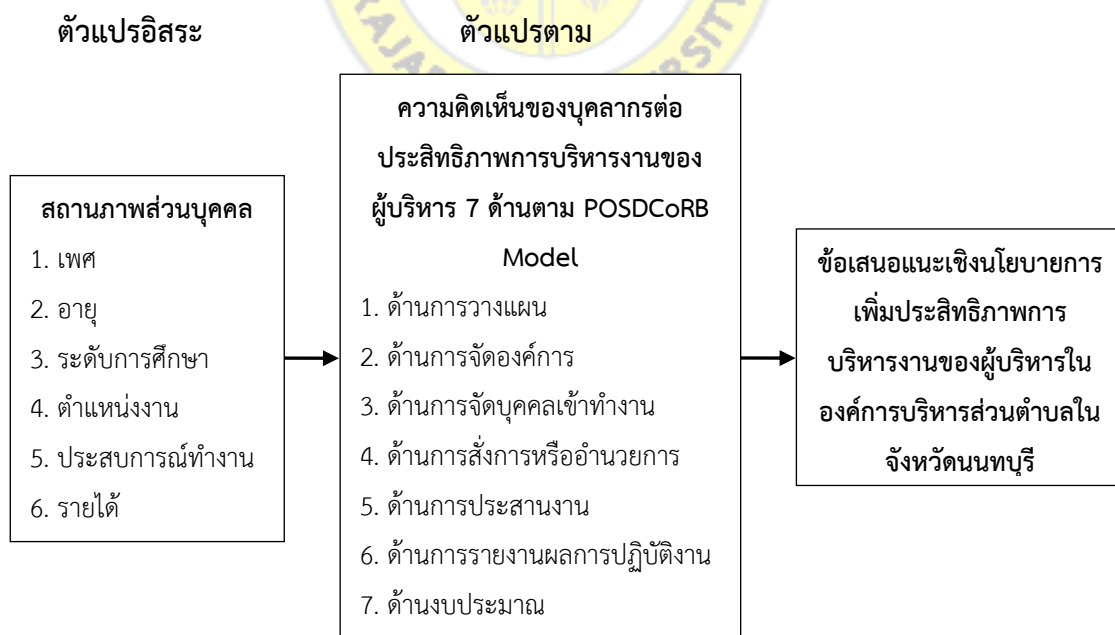 ตัวแปรอิสระ
ตัวแปรตาม
สถานภาพส่วนบุคคล
1. เพศ
2. อายุ
3. ระดับการศึกษา
4. ตำแหน่งงาน
5. ประสบการณ์ทำงาน
6. รายได้
ความคิดเห็นของบุคลากรต่อ
ประสิทธิภาพการบริหารงานของ
ผู้บริหาร 7 ด้านตาม POSDCoRB
Model
1. ด้านการวางแผน
2. ด้านการจัดองค์การ
3. ด้านการจัดบุคคลเข้าทำงาน
4. ด้านการสั่งการหรืออำนวยการ
5. ด้านการประสานงาน
6. ด้านการรายงานผลการปฏิบัติงาน
7. ด้านงบประมาณ
ข้อเสนอแนะเชิงนโยบายการ
เพิ่มประสิทธิภาพการ
บริหารงานของผู้บริหารใน
องค์การบริหารส่วนตำบลใน
จังหวัดนนทบุรี